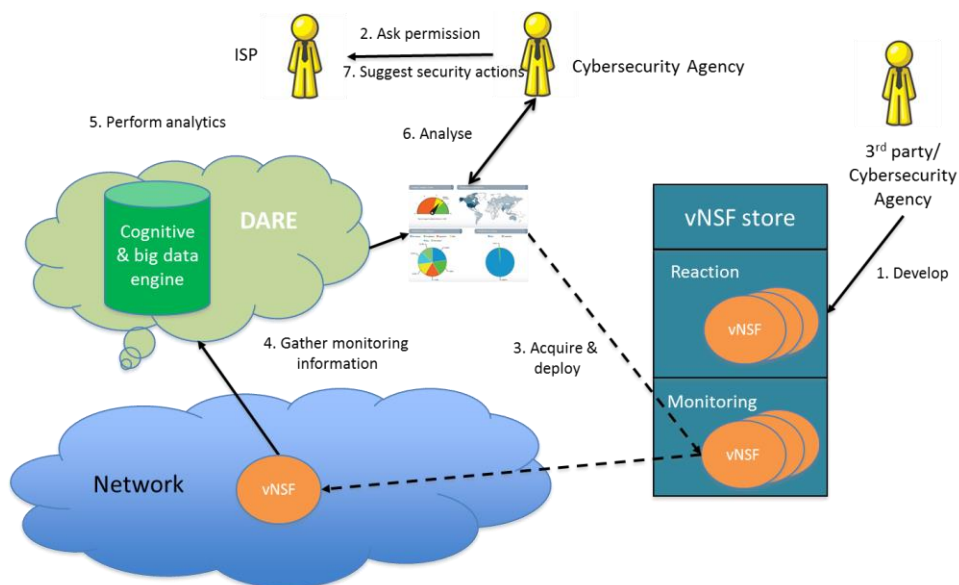 2. Ask permission
ISP
Cybersecurity Agency
7. Suggest security actions
5. Perform analytics
6. Analyse
3rd party/
Cybersecurity
Agency
DARE
Cognitive
& big data
engine
vNSF store
Reaction
1. Develop
vNSF
4. Gather monitoring
information
3. Acquire &
deploy
Monitoring
vNSF
Network
vNSF